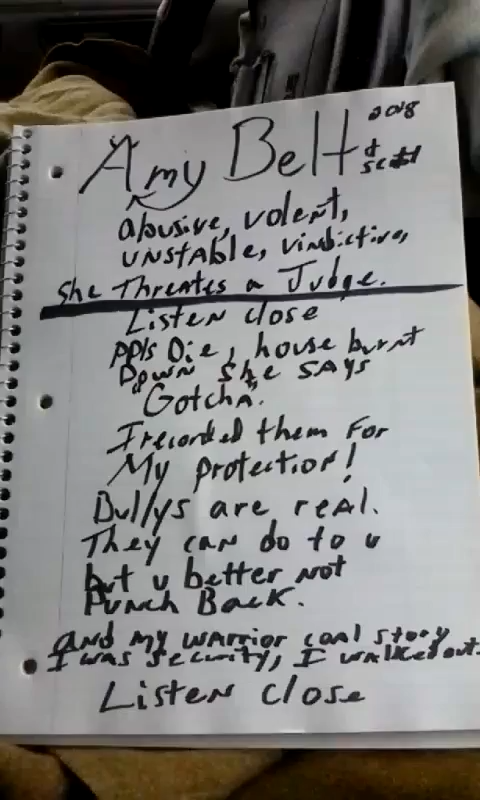 2018
Amy Belt
& scott
abusive, volent,
unstable, vindictive,
she threates a Judge.
Listen close
ppls Die, house burnt
Down she says
"Gotcha".
I recorded them for
My protection!
Bullys are real.
They can do to u
but u better not
Punch Back.
and my warrior coal story
I was security, I walked out.
Listen close